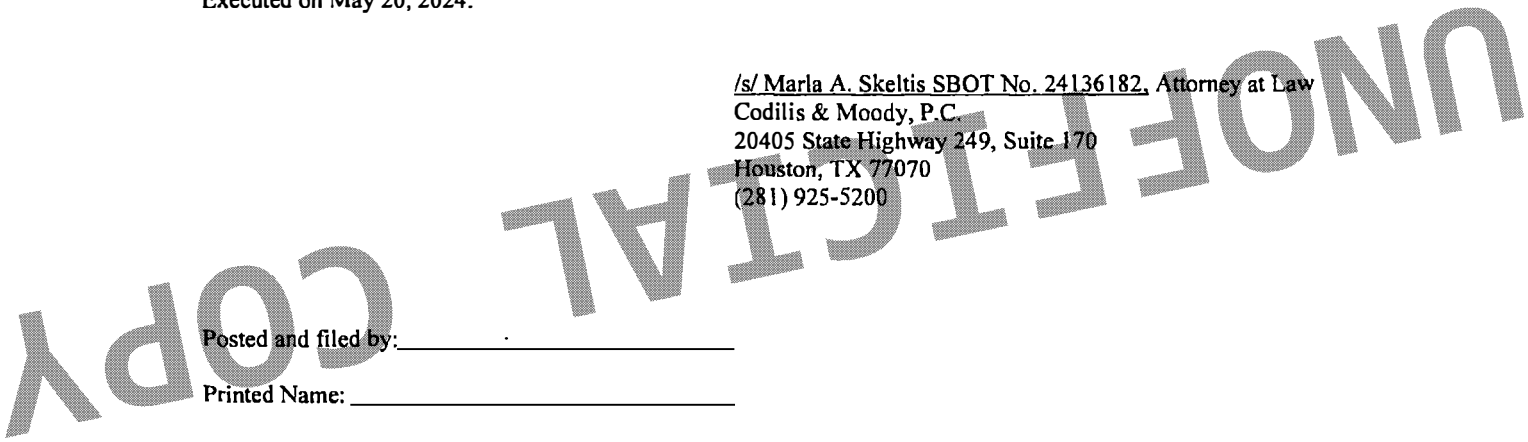 Executed on May 20, 2024.
/s/ Marla A. Skeltis SBOT No. 24136182, Attorney at Law
Codilis & Moody, P.C.
20405 State Highway 249, Suite 170
Houston, TX 77070
(281) 925-5200
Posted and filed by:
Printed Name:
UNOFFICIAL COPY